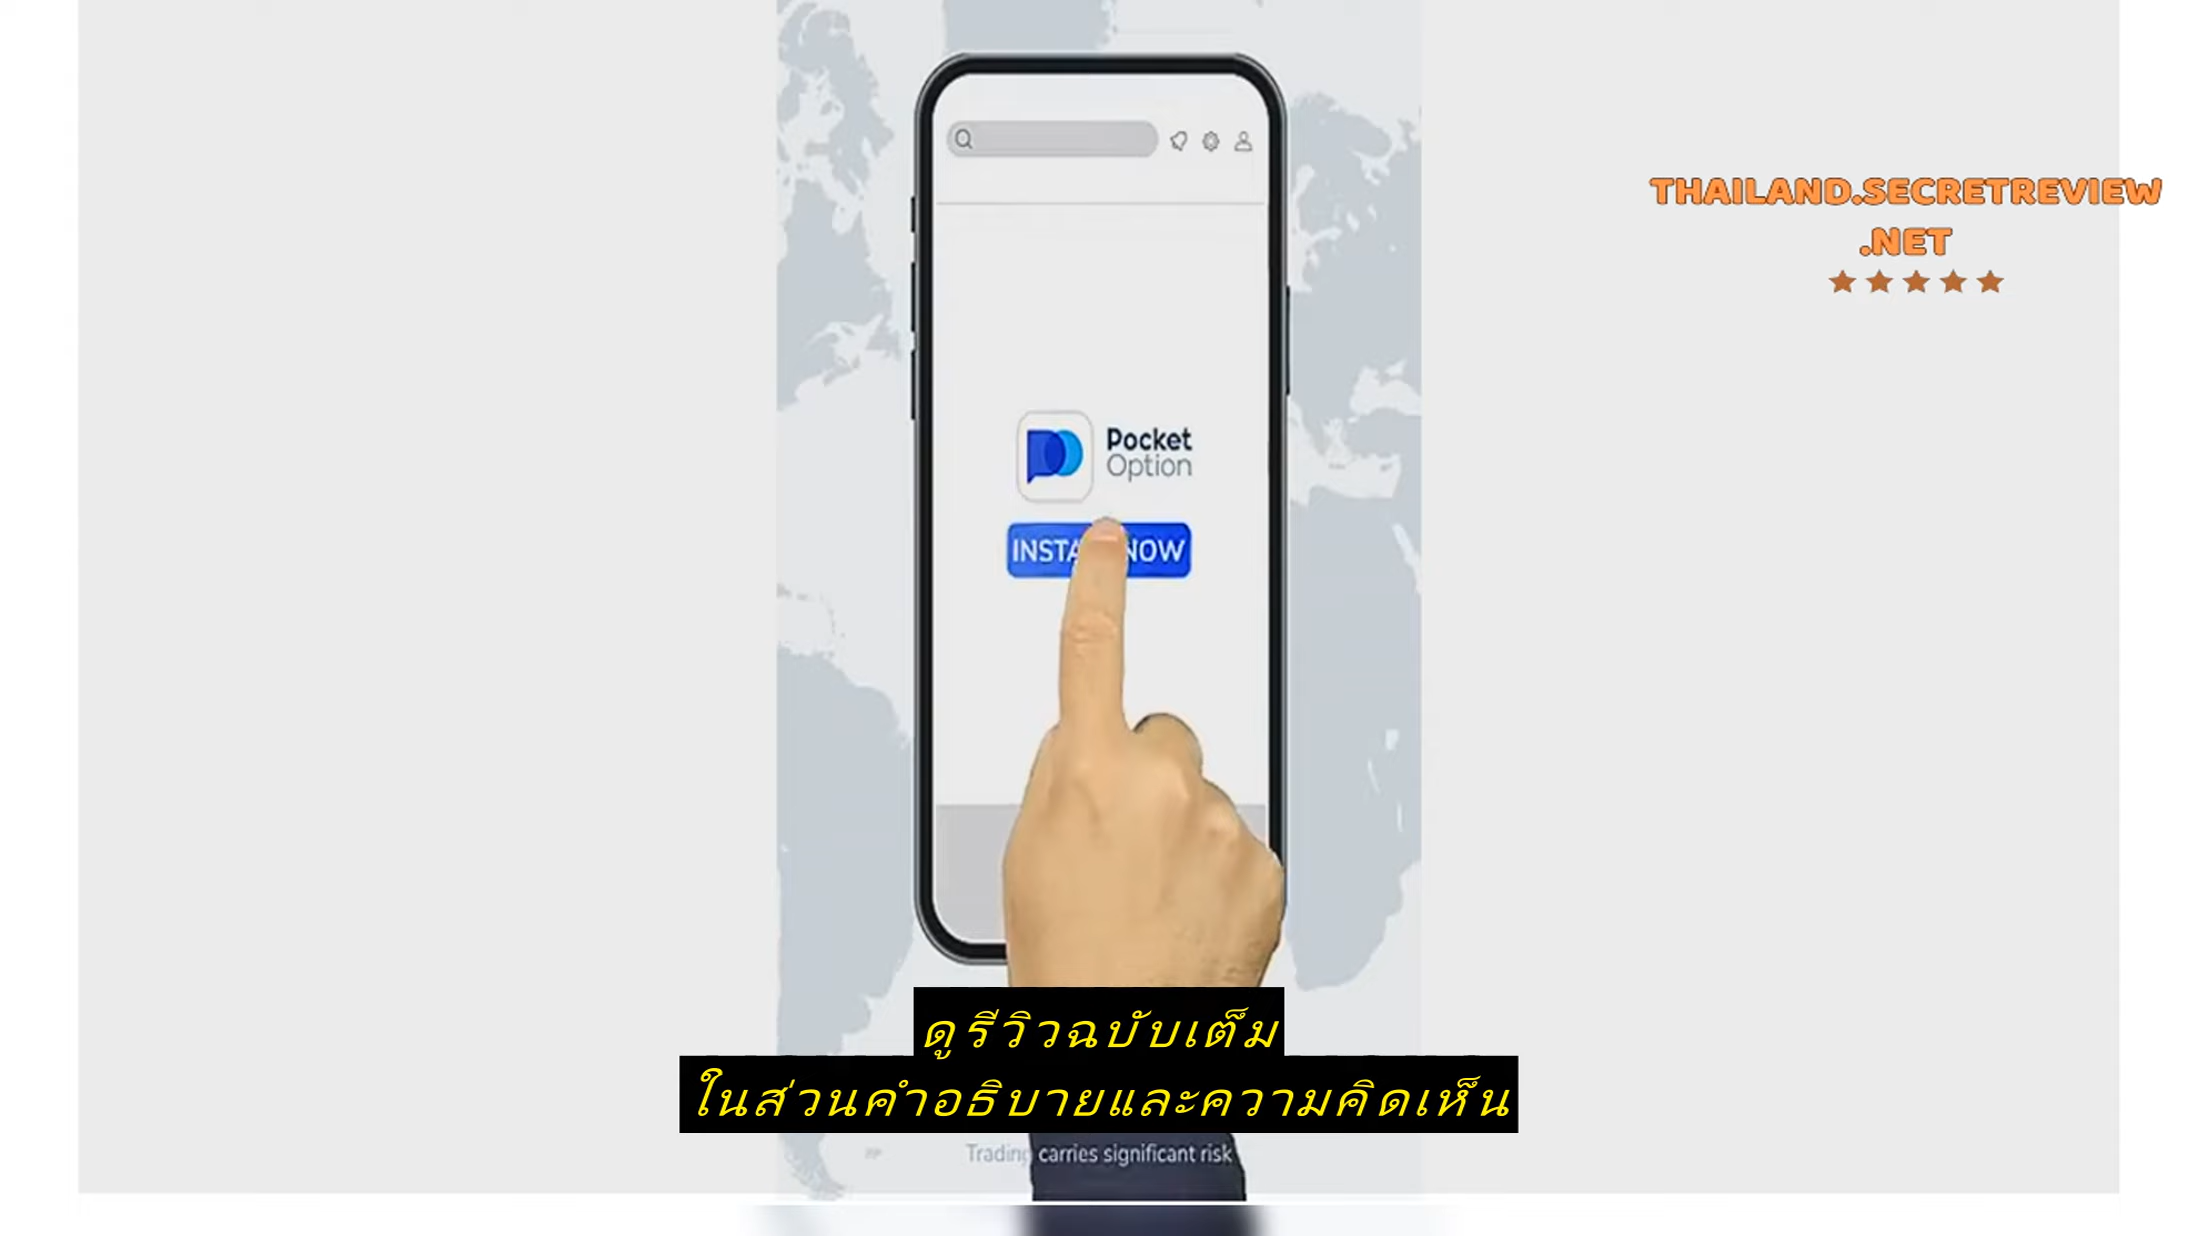 THAILAND.SECRETREVIEW
.NET
Pocket
Option
INSTA NOW
ดูรีวิวฉบับเต็ม
ในส่วนคำอธิบายและความคิดเห็น
Trading carries significant risk